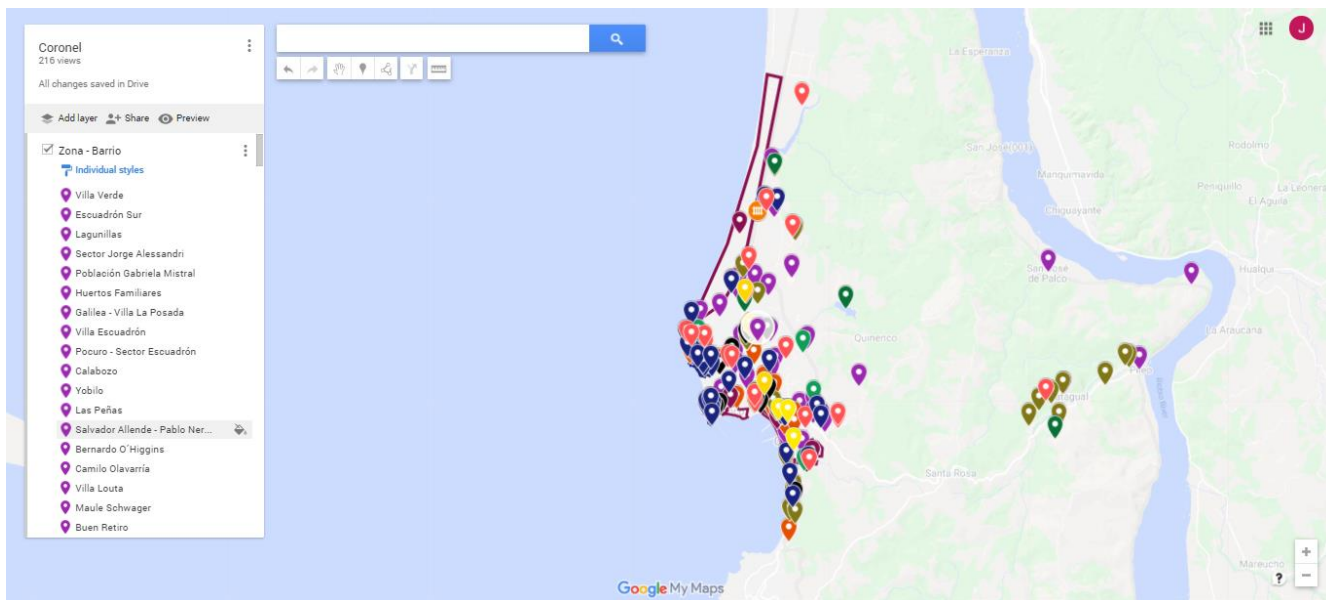 Coronel
216 views
All changes saved in Drive
Add layer Share Preview
Zona - Barrio
Individual styles
Villa Verde
Escuadrón Sur
Lagunillas
Sector Jorge Alessandri
Población Gabriela Mistral
Huertos Familiares
Galilea - Villa La Posada
Villa Escuadrón
Pocuro - Sector Escuadrón
Calabozo
Yobilo
Las Peñas
Salvador Allende - Pablo Ner...
Bernardo O´Higgins
Camilo Olavarría
Villa Louta
Maule Schwager
Buen Retiro
J
La Esperanza
San José(001)
Rodolmo
Manquimavida
Periquillo
La Leonera
El Aguila
Chiguayante
San José
de Palco
Hualqui
La Araucana
Quinenco
Santa Rosa
Mareucho
Google My Maps
+
?
−